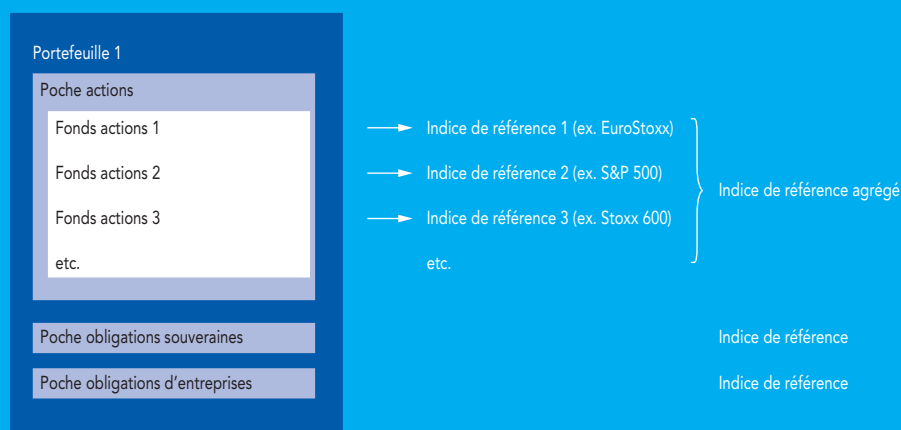 Portefeuille 1
Poche actions
Fonds actions 1 Indice de référence 1 (ex. EuroStoxx)
Fonds actions 2 Indice de référence 2 (ex. S&P 500)
Indice de référence agrégé
Fonds actions 3 Indice de référence 3 (ex. Stoxx 600)
etc. etc.
Poche obligations souveraines Indice de référence
Poche obligations d'entreprises Indice de référence